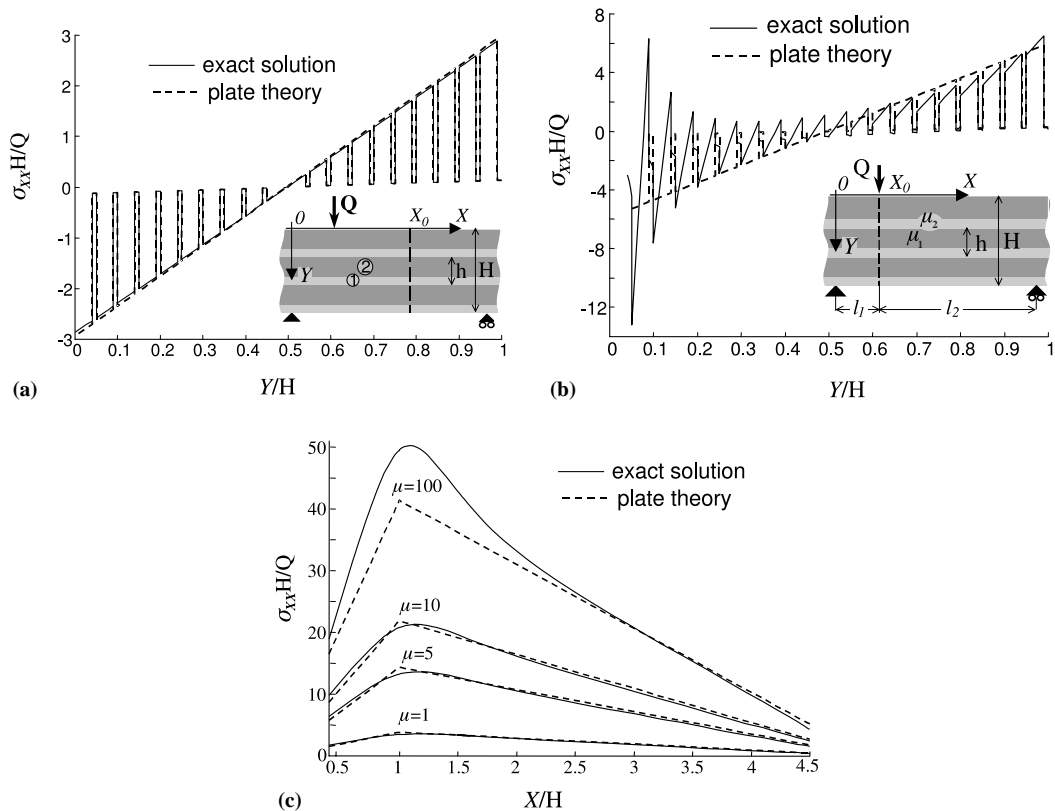 3
2
1
0
-1
-2
-3
σXXH/Q
exact solution
plate theory
Q
0
X0
X
Y
②
①
h
H
0
0.1
0.2
0.3
0.4
0.5
0.6
0.7
0.8
0.9
1
(a)
Y/H
8
4
0
-4
-8
-12
σXXH/Q
exact solution
plate theory
Q
0
X0
X
Y
μ2
μ1
h
H
l1
l2
0
0.1
0.2
0.3
0.4
0.5
0.6
0.7
0.8
0.9
1
(b)
Y/H
50
40
30
20
10
0
σXXH/Q
exact solution
plate theory
μ=100
μ=10
μ=5
μ=1
0.5
1
1.5
2
2.5
3
3.5
4
4.5
(c)
X/H